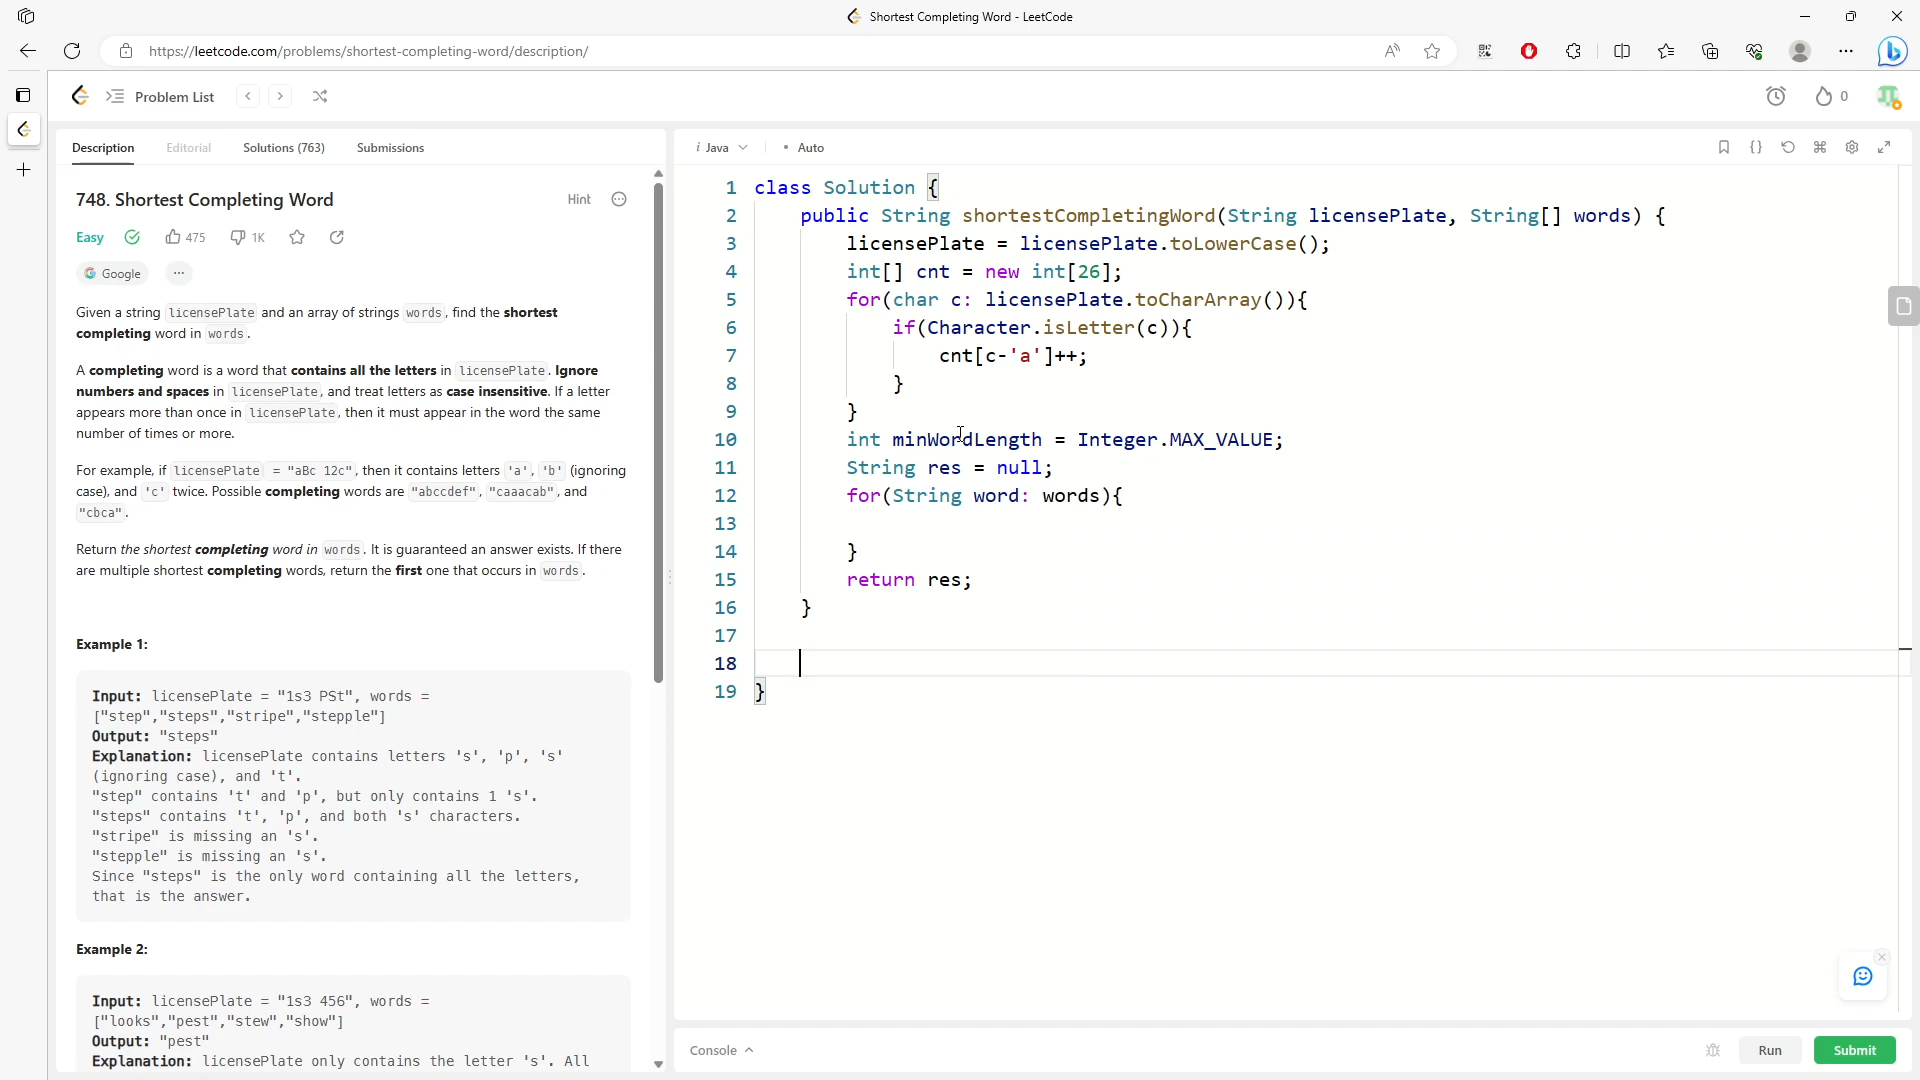 Shortest Completing Word - LeetCode
https://leetcode.com/problems/shortest-completing-word/description/
Problem List
0
Description Editorial Solutions (763) Submissions
748. Shortest Completing Word
Hint
Easy 475 1K
Google ...
Given a string licensePlate and an array of strings words, find the shortest
completing word in words.
A completing word is a word that contains all the letters in licensePlate. Ignore
numbers and spaces in licensePlate, and treat letters as case insensitive. If a letter
appears more than once in licensePlate, then it must appear in the word the same
number of times or more.
For example, if licensePlate = "aBc 12c", then it contains letters 'a', 'b' (ignoring
case), and 'c' twice. Possible completing words are "abccdef", "caaacab", and
"cbca".
Return the shortest completing word in words. It is guaranteed an answer exists. If there
are multiple shortest completing words, return the first one that occurs in words.
Example 1:
Input: licensePlate = "1s3 PSt", words =
["step","steps","stripe","stepple"]
Output: "steps"
Explanation: licensePlate contains letters 's', 'p', 's'
(ignoring case), and 't'.
"step" contains 't' and 'p', but only contains 1 's'.
"steps" contains 't', 'p', and both 's' characters.
"stripe" is missing an 's'.
"stepple" is missing an 's'.
Since "steps" is the only word containing all the letters,
that is the answer.
Example 2:
Input: licensePlate = "1s3 456", words =
["looks","pest","stew","show"]
Output: "pest"
Explanation: licensePlate only contains the letter 's'. All
i Java • Auto
1 class Solution {
2 public String shortestCompletingWord(String licensePlate, String[] words) {
3 licensePlate = licensePlate.toLowerCase();
4 int[] cnt = new int[26];
5 for(char c: licensePlate.toCharArray()){
6 if(Character.isLetter(c)){
7 cnt[c-'a']++;
8 }
9 }
10 int minWordLength = Integer.MAX_VALUE;
11 String res = null;
12 for(String word: words){
13
14 }
15 return res;
16 }
17
18
19 }
Console
Run Submit